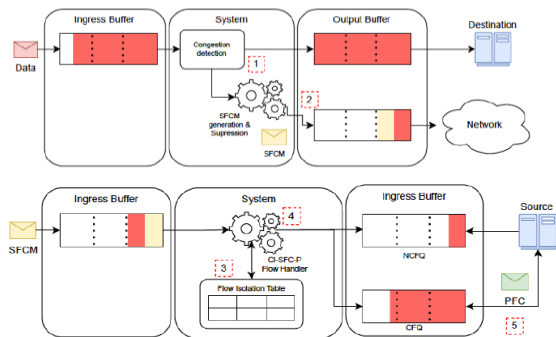 Ingress Buffer
System
Output Buffer
Data
Congestion
detection
1
Destination
SFCM
generation &
Supression
SFCM
2
Network
Ingress Buffer
System
Ingress Buffer
SFCM
4
CI-SFC-P
Flow Handler
3
Flow Isolation Table
NCFQ
CFQ
Source
PFC
5